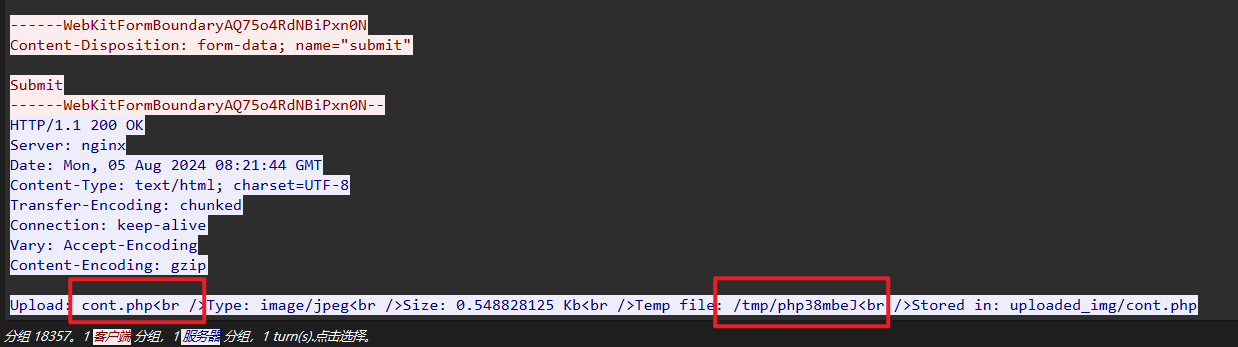 ------WebKitFormBoundaryAQ75o4RdNBiPxn0N
Content-Disposition: form-data; name="submit"
Submit
------WebKitFormBoundaryAQ75o4RdNBiPxn0N--
HTTP/1.1 200 OK
Server: nginx
Date: Mon, 05 Aug 2024 08:21:44 GMT
Content-Type: text/html; charset=UTF-8
Transfer-Encoding: chunked
Connection: keep-alive
Vary: Accept-Encoding
Content-Encoding: gzip
Upload: cont.php<br />Type: image/jpeg<br />Size: 0.548828125 Kb<br />Temp file: /tmp/php38mbeJ<br />Stored in: uploaded_img/cont.php
分组 18357。1 客户端 分组，1 服务器 分组，1 turn(s).点击选择。